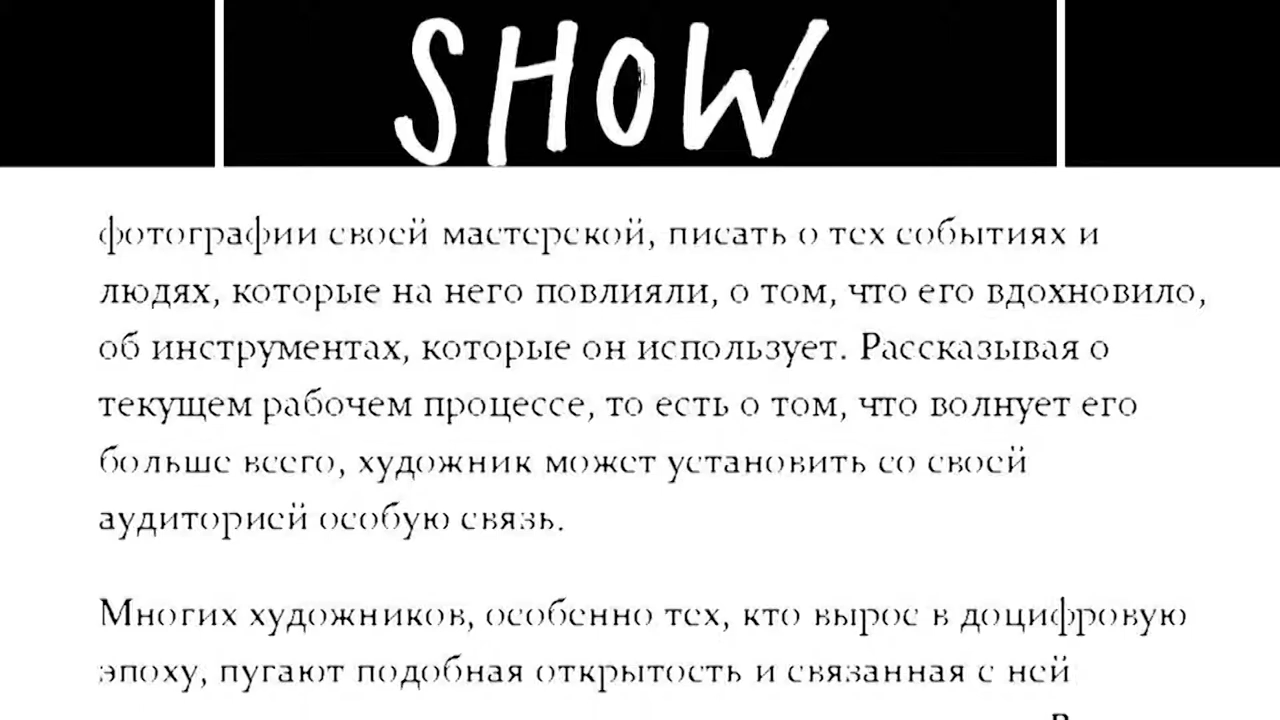 SHOW
фотографии своей мастерской, писать о тех событиях и
людях, которые на него повлияли, о том, что его вдохновило,
об инструментах, которые он использует. Рассказывая о
текущем рабочем процессе, то есть о том, что волнует его
больше всего, художник может установить со своей
аудиторией особую связь.
Многих художников, особенно тех, кто вырос в доцифровую
эпоху, пугают подобная открытость и связанная с ней